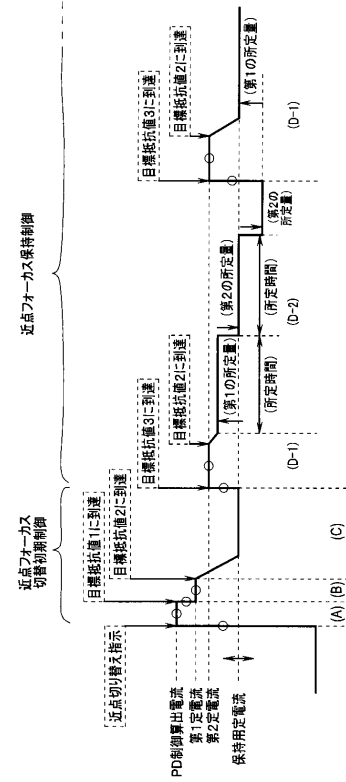 近点フォーカス
切替初期制御
近点フォーカス保持制御
近点切り替え指示
目標抵抗値1に到達
目標抵抗値2に到達
目標抵抗値3に到達
目標抵抗値2に到達
目標抵抗値3に到達
目標抵抗値2に到達
PD制御算出電流
第1定電流
第2定電流
保持用定電流
(第1の所定量)
(第2の所定量)
(第2の
所定量)
(第1の所定量)
(所定時間)
(所定時間)
(A)
(B)
(C)
(D-1)
(D-2)
(D-1)